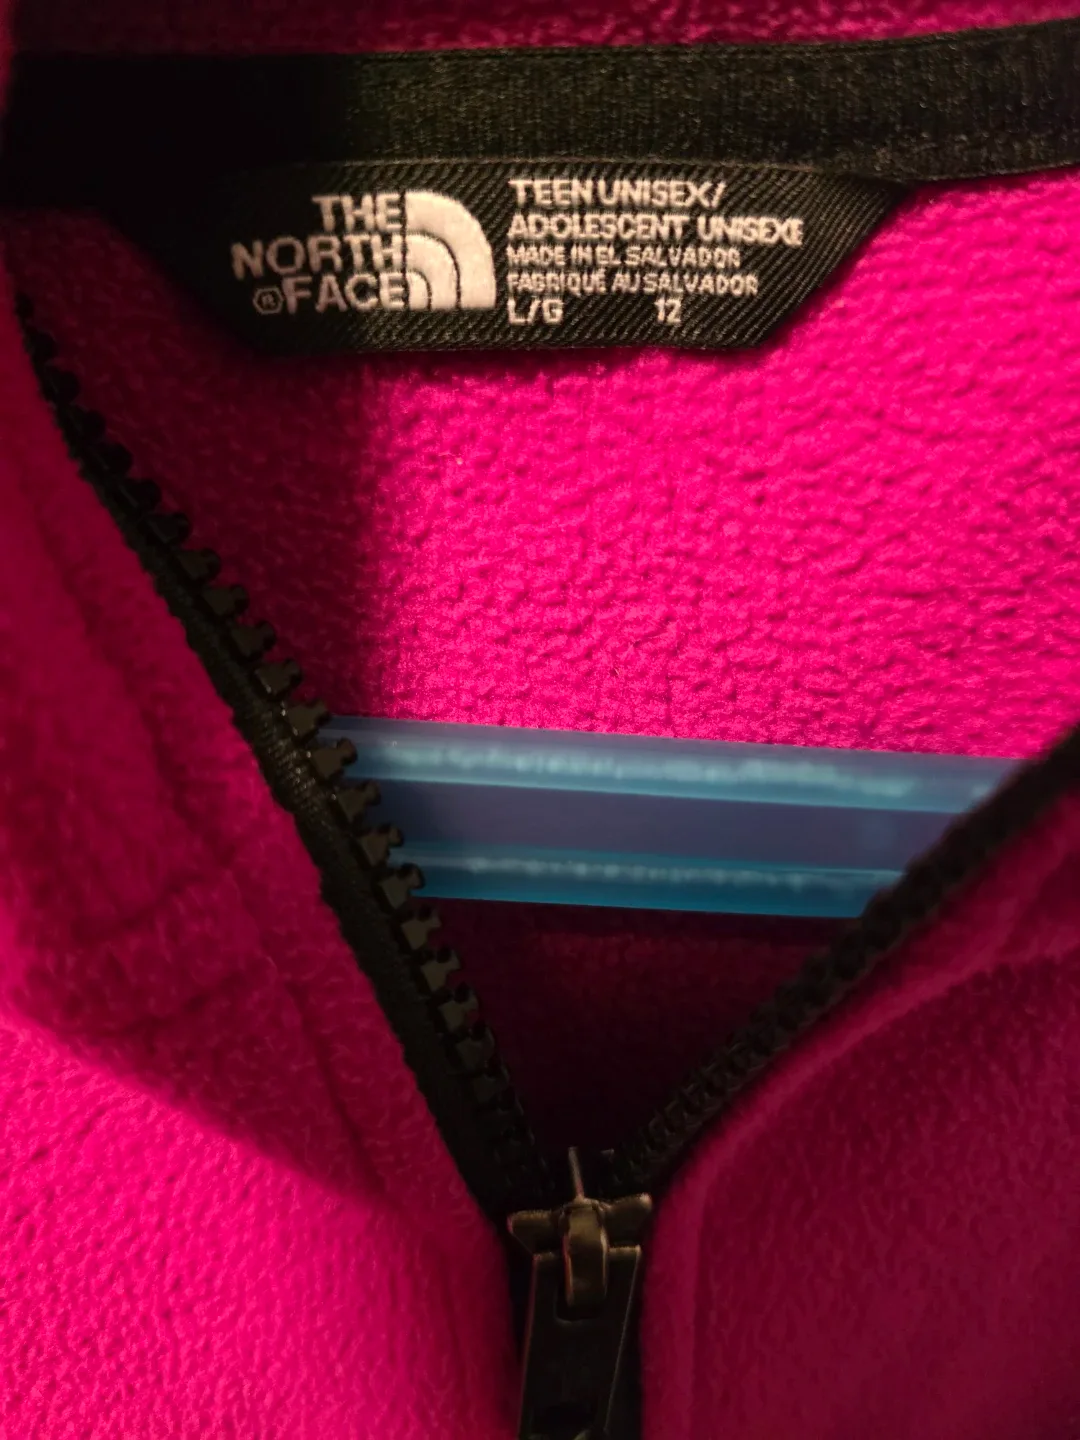 THE
NORTH
® FACE
TEEN UNISEX/
ADOLESCENT UNISEXE
MADE IN EL SALVADOR
FABRIQUÉ AU SALVADOR
L/G 12